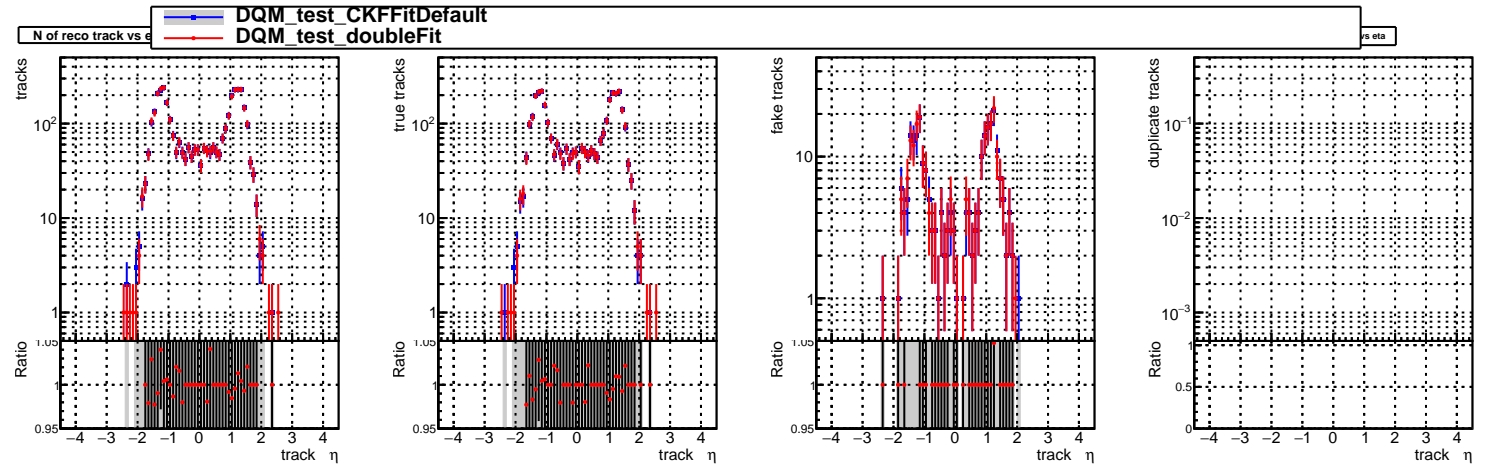 DQM_test_CKFFitDefault
DQM_test_doubleFit
N of reco track vs e
vs eta
tracks
10²
10
1
Ratio
1.05
1
0.95
−4 −3 −2 −1 0 1 2 3 4
track η
true tracks
10²
10
1
Ratio
1.05
1
0.95
−4 −3 −2 −1 0 1 2 3 4
track η
fake tracks
10
1
Ratio
1.05
1
0.95
−4 −3 −2 −1 0 1 2 3 4
track η
duplicate tracks
10⁻¹
10⁻²
10⁻³
Ratio
1
0.5
0
−4 −3 −2 −1 0 1 2 3 4
track η